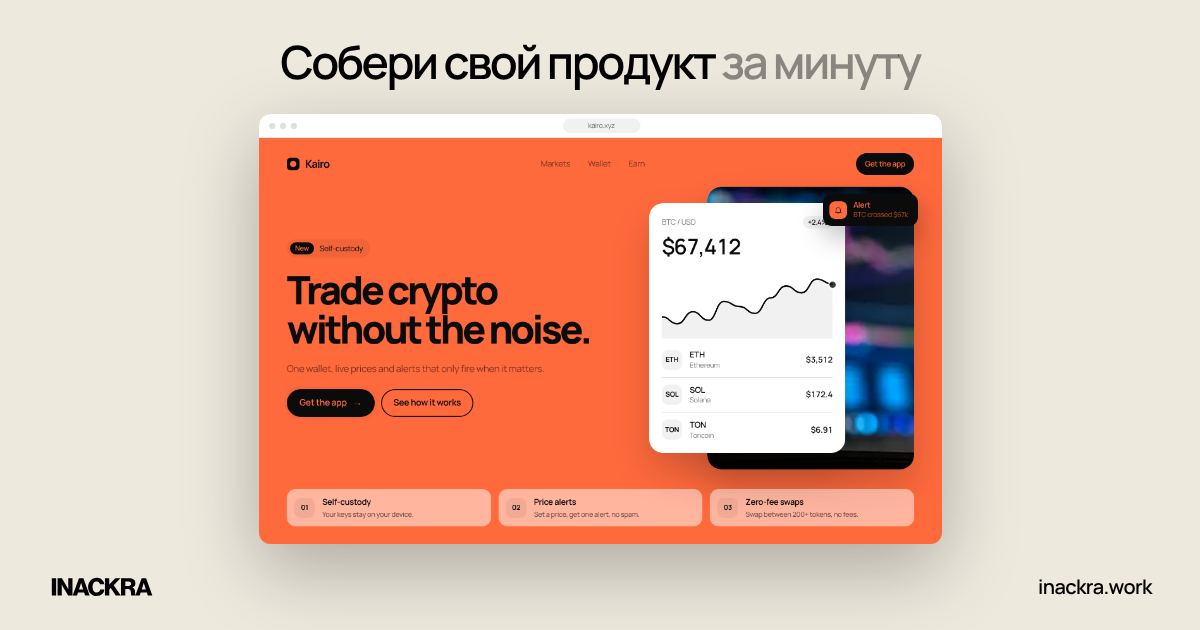 Собери свой продукт за минуту
kairo.xyz
Kairo
Markets Wallet Earn
Get the app
New Self-custody
Trade crypto
without the noise.
One wallet, live prices and alerts that only fire when it matters.
Get the app →
See how it works
Alert
BTC crossed $67k
BTC / USD
+2.4
$67,412
ETH
ETH
Ethereum
$3,512
SOL
SOL
Solana
$172.4
TON
TON
Toncoin
$6.91
01
Self-custody
Your keys stay on your device.
02
Price alerts
Set a price, get one alert, no spam.
03
Zero-fee swaps
Swap between 200+ tokens, no fees.
INACKRA
inackra.work